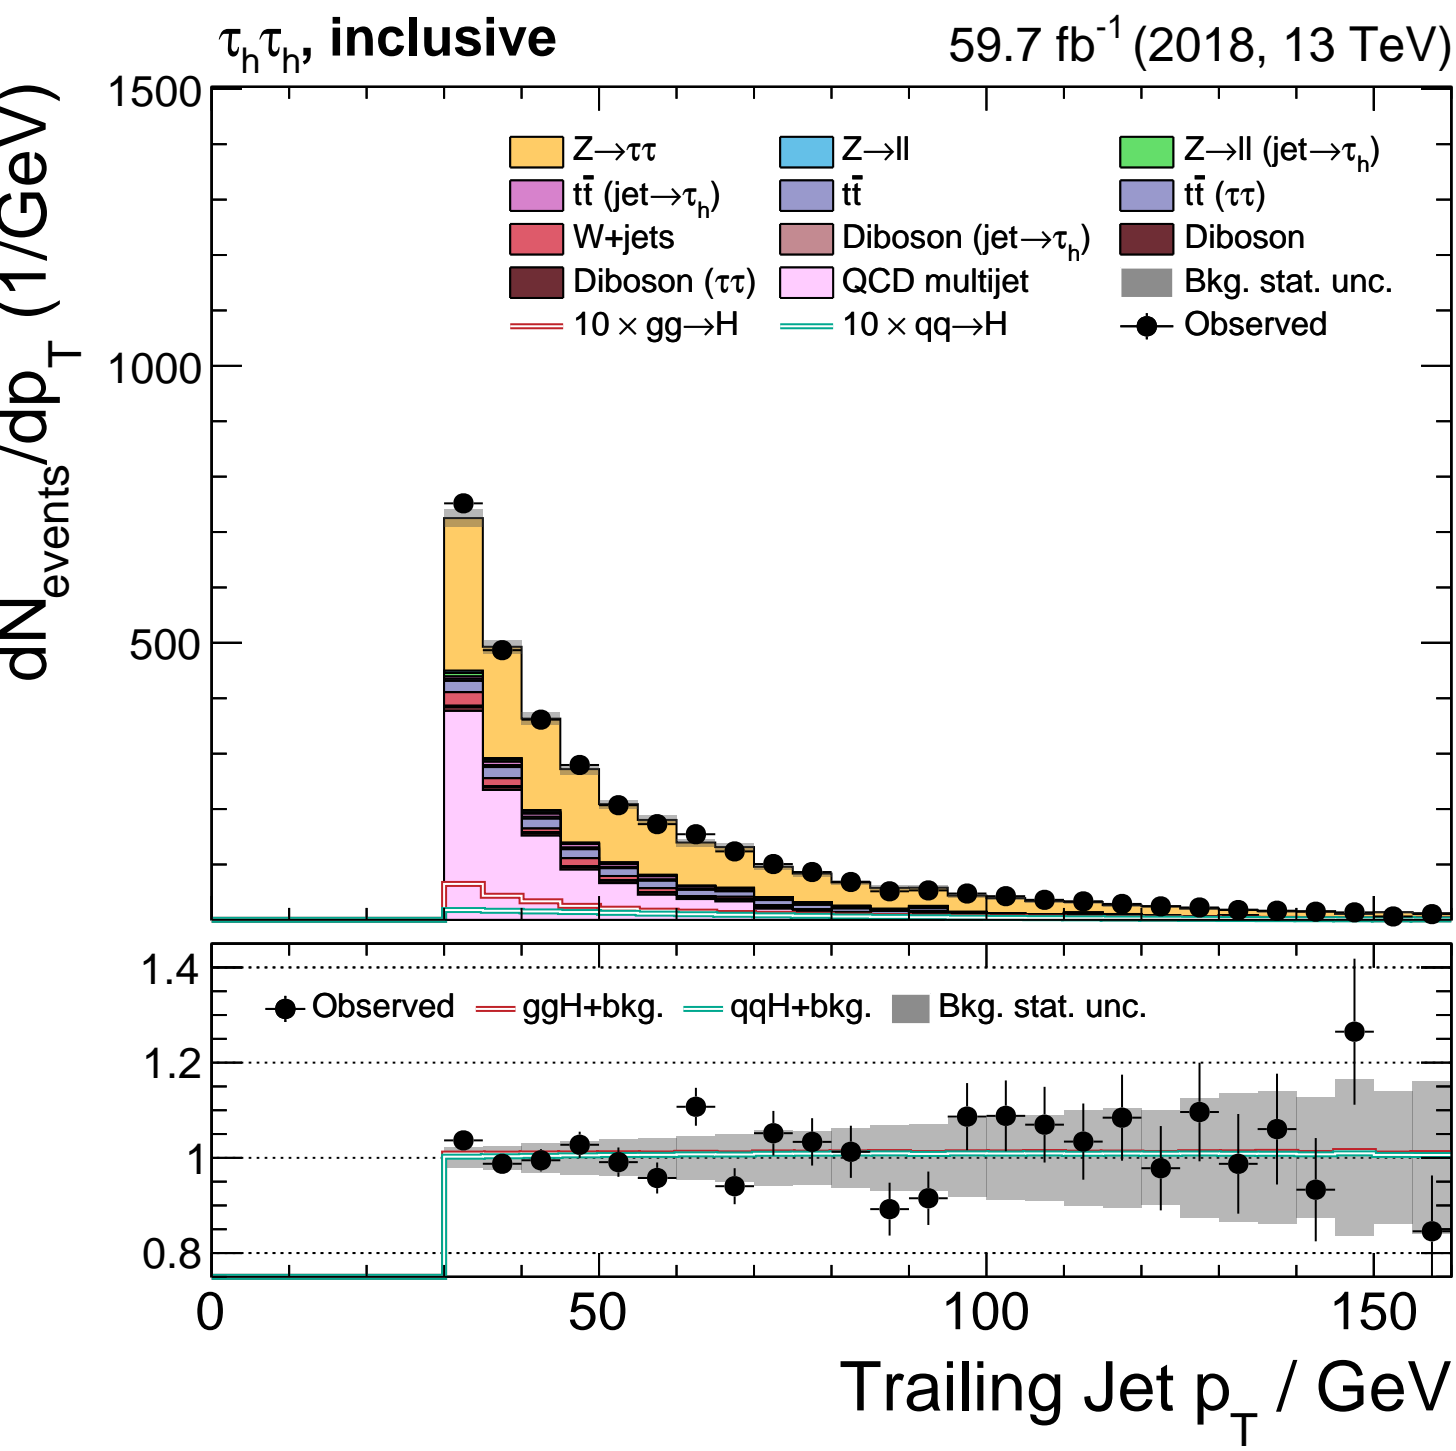 τhτh, inclusive
59.7 fb-1 (2018, 13 TeV)
dNevents/dpT (1/GeV)
1500
1000
500
Z→ττ
Z→ll
Z→ll (jet→τh)
tt̄ (jet→τh)
tt̄
tt̄ (ττ)
W+jets
Diboson (jet→τh)
Diboson
Diboson (ττ)
QCD multijet
Bkg. stat. unc.
10 × gg→H
10 × qq→H
Observed
1.4
1.2
1
0.8
Observed
ggH+bkg.
qqH+bkg.
Bkg. stat. unc.
0
50
100
150
Trailing Jet pT / GeV